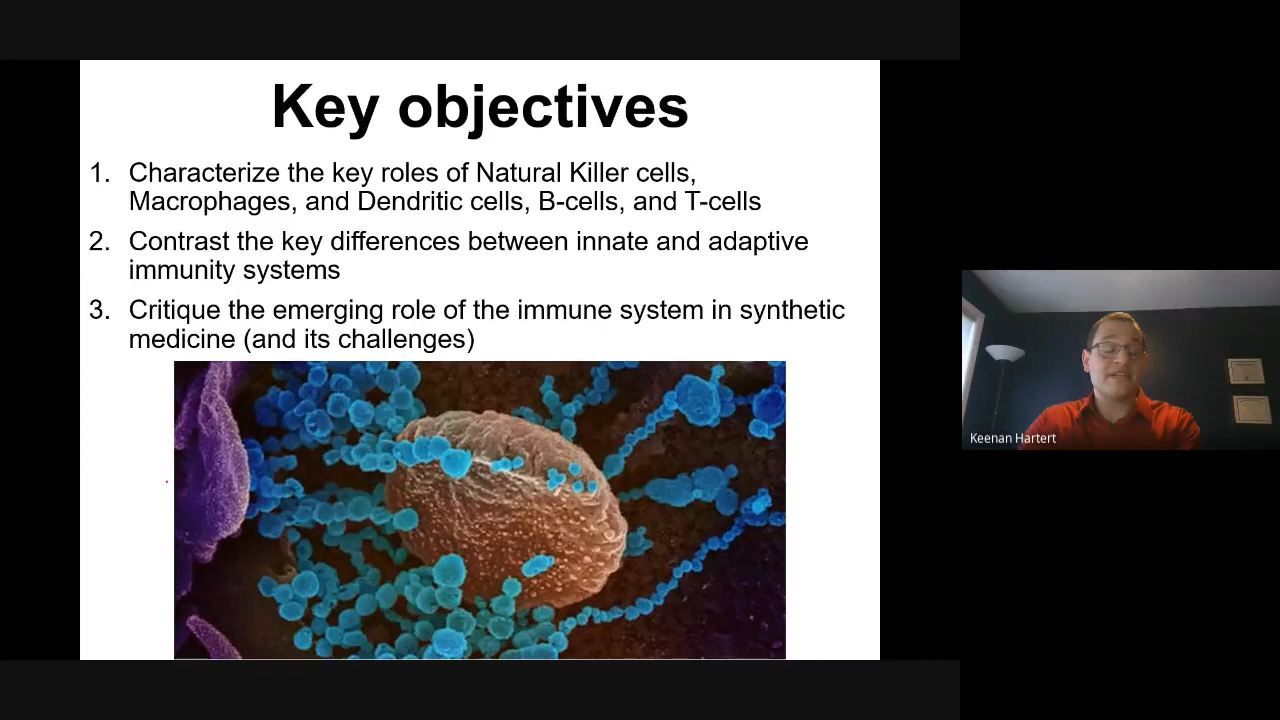 Key objectives
1. Characterize the key roles of Natural Killer cells,
Macrophages, and Dendritic cells, B-cells, and T-cells
2. Contrast the key differences between innate and adaptive
immunity systems
3. Critique the emerging role of the immune system in synthetic
medicine (and its challenges)
Keenan Hartert